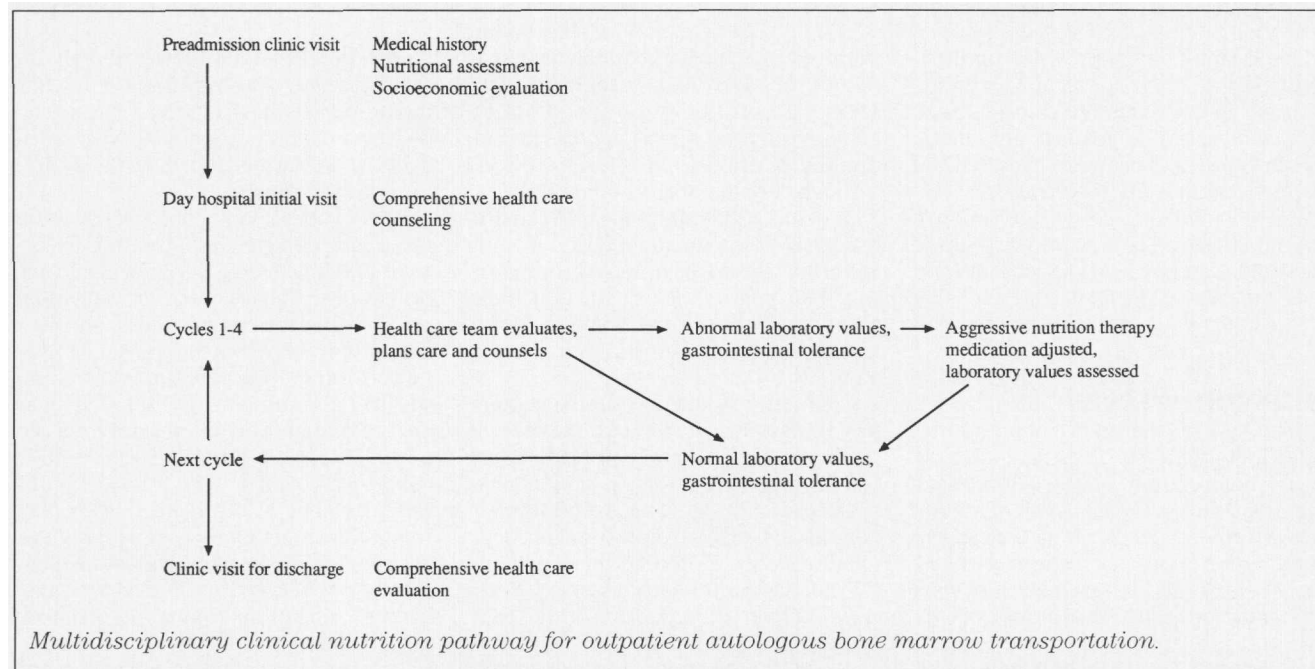 Preadmission clinic visit
Medical history
Nutritional assessment
Socioeconomic evaluation
Day hospital initial visit
Comprehensive health care
counseling
Cycles 1-4
Health care team evaluates,
plans care and counsels
Abnormal laboratory values,
gastrointestinal tolerance
Aggressive nutrition therapy
medication adjusted,
laboratory values assessed
Next cycle
Normal laboratory values,
gastrointestinal tolerance
Clinic visit for discharge
Comprehensive health care
evaluation
Multidisciplinary clinical nutrition pathway for outpatient autologous bone marrow transportation.